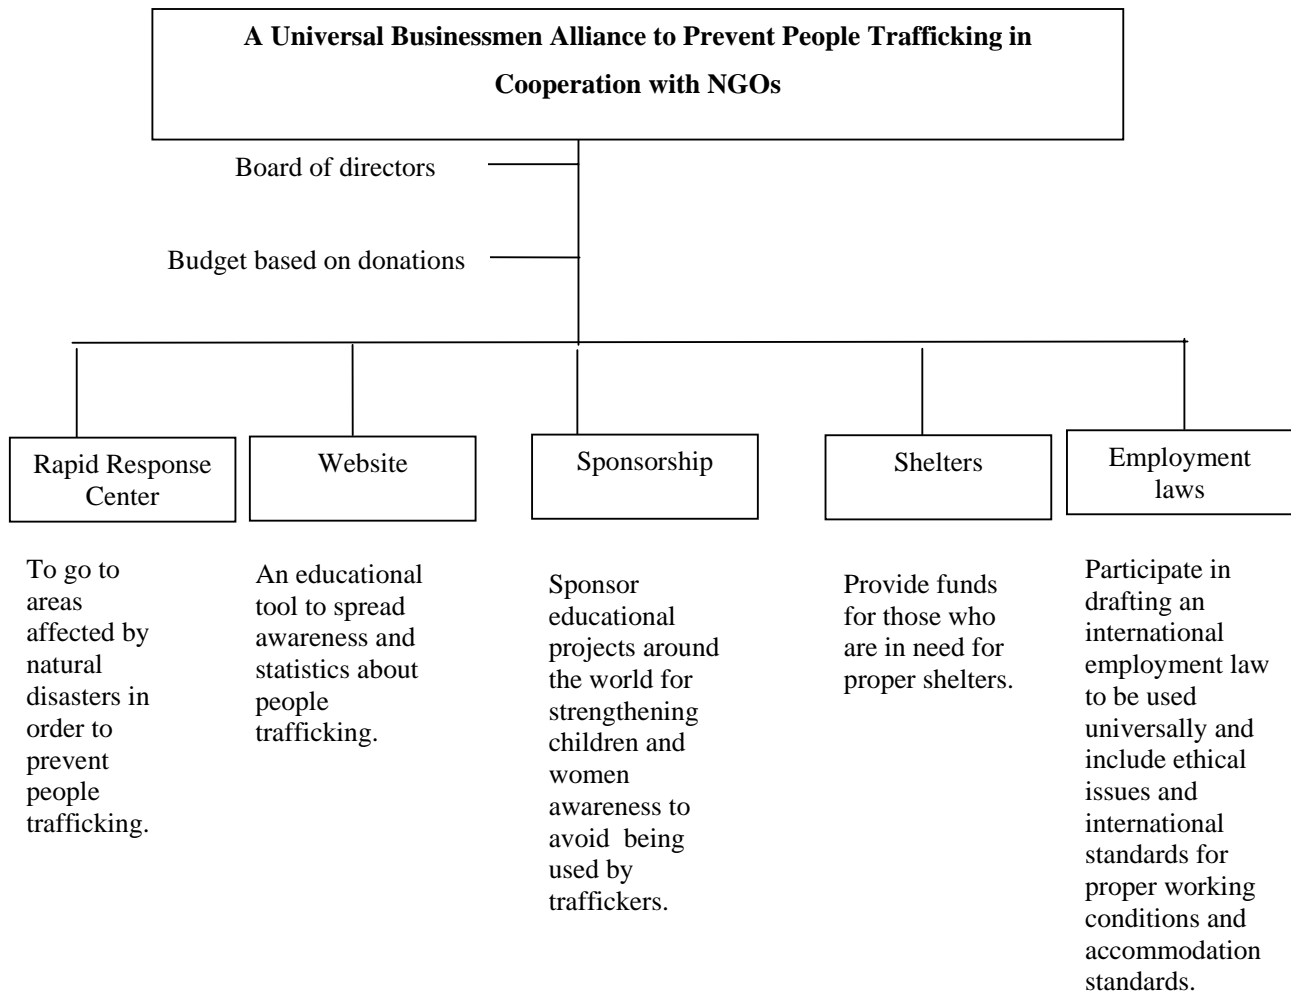 A Universal Businessmen Alliance to Prevent People Trafficking in
Cooperation with NGOs
Board of directors
Budget based on donations
Rapid Response
Center
Website
Sponsorship
Shelters
Employment
laws
To go to
areas
affected by
natural
disasters in
order to
prevent
people
trafficking.
An educational
tool to spread
awareness and
statistics about
people
trafficking.
Sponsor
educational
projects around
the world for
strengthening
children and
women
awareness to
avoid being
used by
traffickers.
Provide funds
for those who
are in need for
proper shelters.
Participate in
drafting an
international
employment law
to be used
universally and
include ethical
issues and
international
standards for
proper working
conditions and
accommodation
standards.